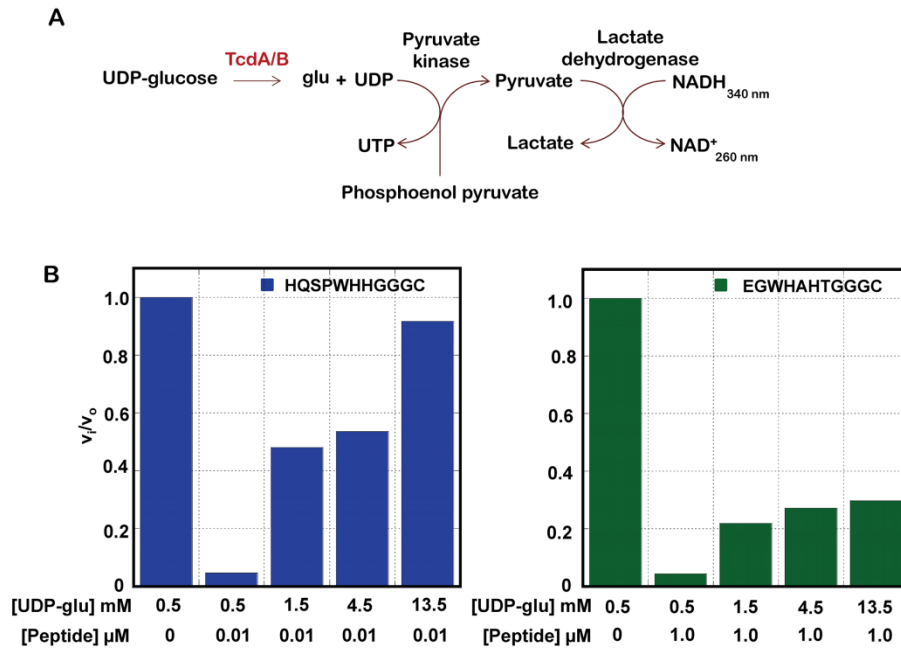 A
TcdA/B
UDP-glucose
glu + UDP
Pyruvate
kinase
Pyruvate
Lactate
dehydrogenase
NADH 340 nm
UTP
Lactate
NAD+ 260 nm
Phosphoenol pyruvate
B
HQSPWHHGGGC
1.0
0.8
0.6
0.4
0.2
0
vi/vo
[UDP-glu] mM 0.5 0.5 1.5 4.5 13.5
[Peptide] µM 0 0.01 0.01 0.01 0.01
EGWHAHTGGGC
1.0
0.8
0.6
0.4
0.2
0
[UDP-glu] mM 0.5 0.5 1.5 4.5 13.5
[Peptide] µM 0 1.0 1.0 1.0 1.0